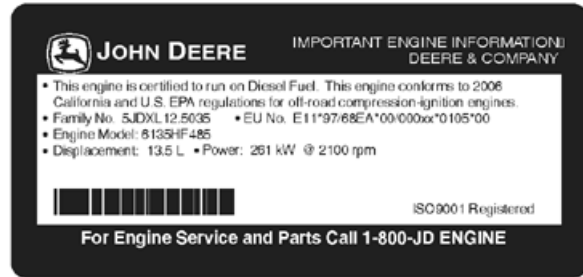 JOHN DEERE
IMPORTANT ENGINE INFORMATION
DEERE & COMPANY
• This engine is certified to run on Diesel Fuel. This engine conforms to 2006
California and U.S. EPA regulations for off-road compression-ignition engines.
• Family No. 5JDXL12.5035 • EU No. E11*97/68EA*00/000xx*0105*00
• Engine Model: 6135HF485
• Displacement: 13.5 L • Power: 261 kW @ 2100 rpm
ISO9001 Registered
For Engine Service and Parts Call 1-800-JD ENGINE